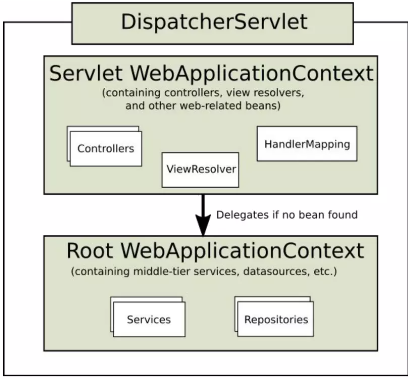 DispatcherServlet
Servlet WebApplicationContext
(containing controllers, view resolvers,
and other web-related beans)
Controllers
ViewResolver
HandlerMapping
Delegates if no bean found
Root WebApplicationContext
(containing middle-tier services, datasources, etc.)
Services
Repositories